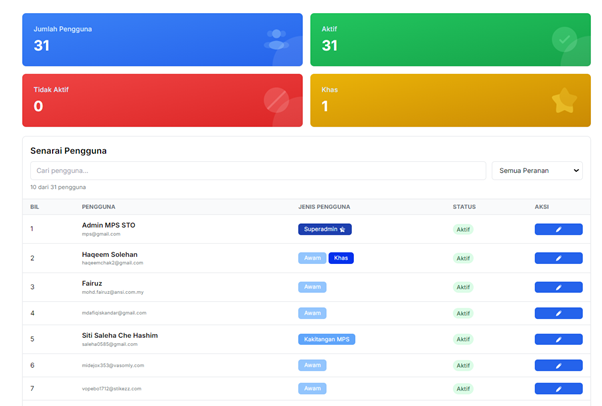 Jumlah Pengguna
31
Aktif
31
Tidak Aktif
0
Khas
1
Senarai Pengguna
Cari pengguna...
Semua Peranan
10 dari 31 pengguna
BIL PENGGUNA JENIS PENGGUNA STATUS AKSI
1 Admin MPS STO Superadmin Aktif
mps@gmail.com
2 Haqeem Solehan Awam Khas Aktif
haqeemchak2@gmail.com
3 Fairuz Awam Aktif
mohd.fairuz@ansi.com.my
4 mdafiqiskandar@gmail.com Awam Aktif
5 Siti Saleha Che Hashim Kakitangan MPS Aktif
saleha0585@gmail.com
6 midejox353@vasomly.com Awam Aktif
7 vopebirl712@otikezz.com Awam Aktif